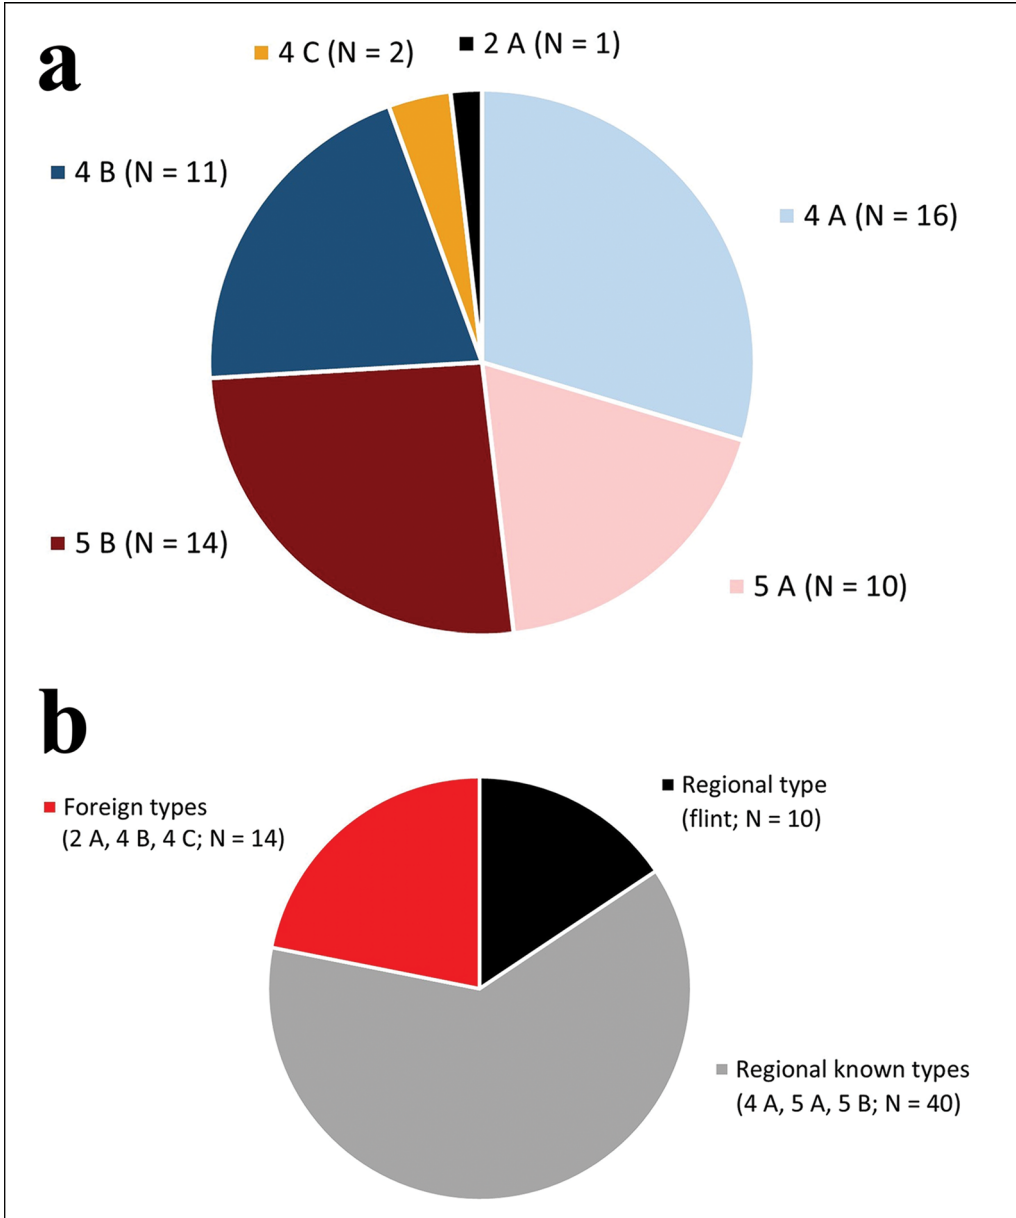 a
4 C (N = 2)
2 A (N = 1)
4 B (N = 11)
4 A (N = 16)
5 B (N = 14)
5 A (N = 10)
b
Regional type
(flint; N = 10)
Foreign types
(2 A, 4 B, 4 C; N = 14)
Regional known types
(4 A, 5 A, 5 B; N = 40)